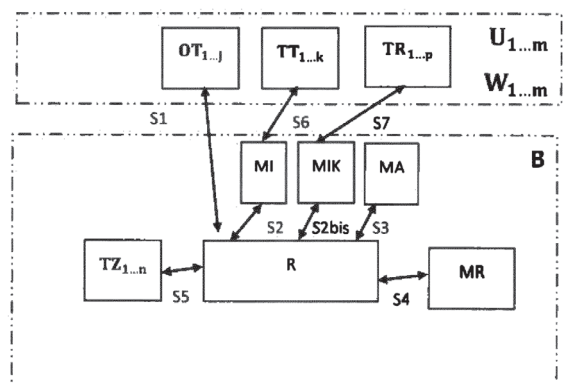 OT1...j
TT1...k
TR1...p
U1...m
W1...m
S1
S6
S7
MI
MIK
MA
B
S2
S2bis
S3
TZ1...n
R
MR
S5
S4